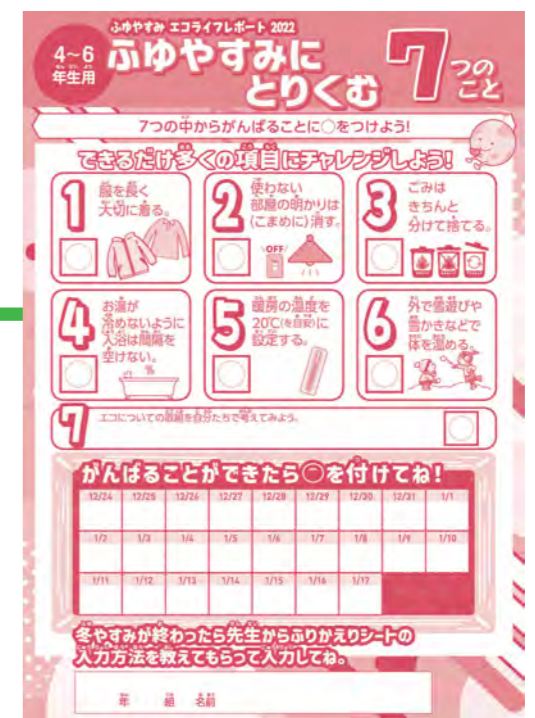 ふゆやすみ エコライフレポート 2022
4～6
年生用
ふゆやすみに
とりくむ
7つの
こと
7つの中からがんばることに○をつけよう!
できるだけ多くの項目にチャレンジしよう!
1
服を長く
大切に着る。
2
使わない
部屋の明かりは
(こまめに)消す。
OFF
3
ごみは
きちんと
分けて捨てる。
4
お湯が
冷めないように
入浴は間隔を
空けない。
5
暖房の温度を
20℃(を目安)に
設定する。
6
外で雪遊びや
雪かきなどで
体を温める。
7
エコについての取組を自分たちで考えてみよう。
がんばることができたら○を付けてね!
12/24 12/25 12/26 12/27 12/28 12/29 12/30 12/31 1/1
1/2 1/3 1/4 1/5 1/6 1/7 1/8 1/9 1/10
1/11 1/12 1/13 1/14 1/15 1/16 1/17
冬やすみが終わったら先生からふりかえりシートの
入力方法を教えてもらって入力してね。
年 組 名前